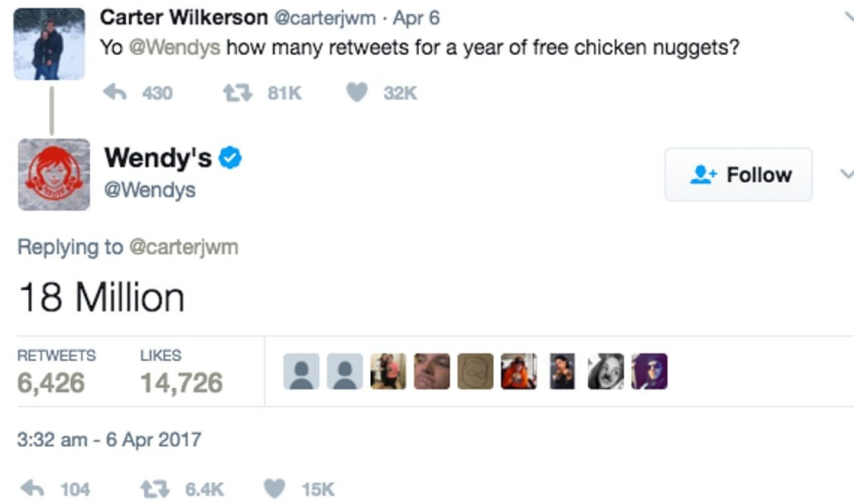 Carter Wilkerson @carterjwm · Apr 6
Yo @Wendys how many retweets for a year of free chicken nuggets?
430 81K 32K
Wendy's
@Wendys
Follow
Replying to @carterjwm
18 Million
RETWEETS LIKES
6,426 14,726
3:32 am - 6 Apr 2017
104 6.4K 15K